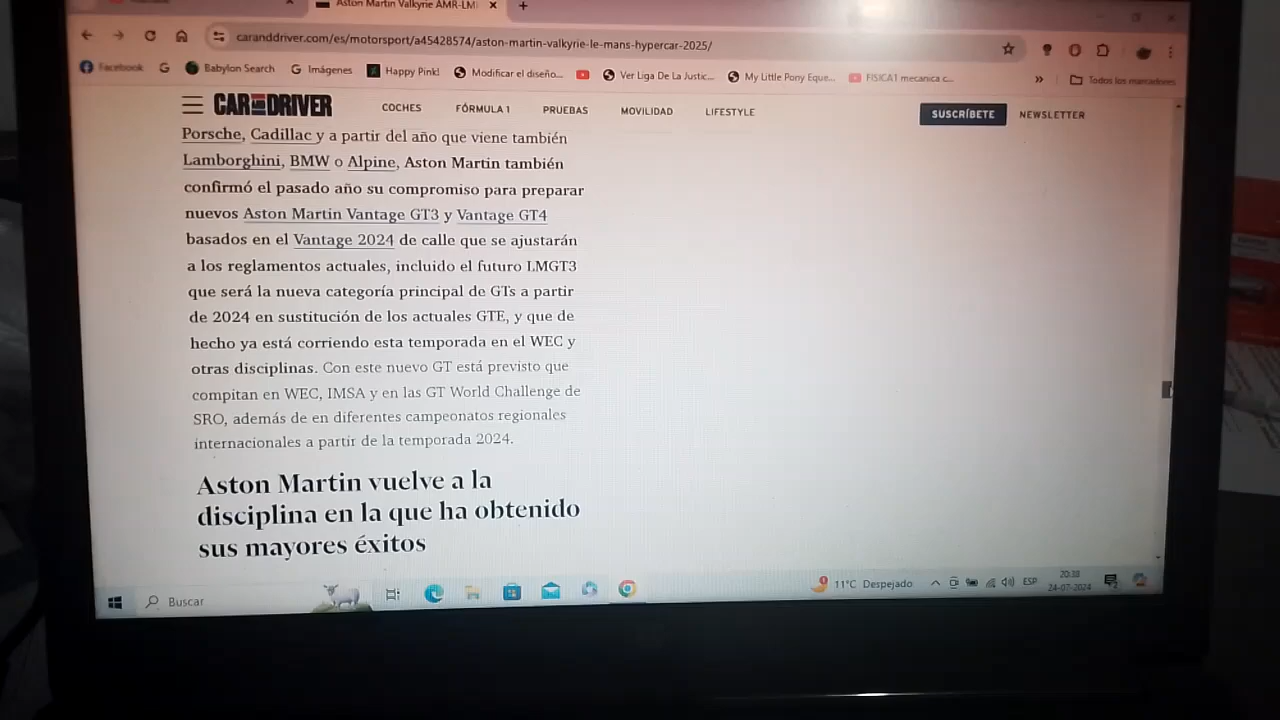 Aston Martin Valkyrie AMR-LM
caranddriver.com/es/motorsport/a45428574/aston-martin-valkyrie-le-mans-hypercar-2025/
Facebook
Babylon Search
Imágenes
Happy Pink!
Modificar el diseño...
Ver Liga De La Justic...
My Little Pony Eque...
FISICA1 mecanica c...
Todos los marcadores
CAR AND DRIVER
COCHES
FÓRMULA 1
PRUEBAS
MOVILIDAD
LIFESTYLE
SUSCRÍBETE
NEWSLETTER
Porsche, Cadillac y a partir del año que viene también
Lamborghini, BMW o Alpine, Aston Martin también
confirmó el pasado año su compromiso para preparar
nuevos Aston Martin Vantage GT3 y Vantage GT4
basados en el Vantage 2024 de calle que se ajustarán
a los reglamentos actuales, incluido el futuro LMGT3
que será la nueva categoría principal de GTs a partir
de 2024 en sustitución de los actuales GTE, y que de
hecho ya está corriendo esta temporada en el WEC y
otras disciplinas. Con este nuevo GT está previsto que
compitan en WEC, IMSA y en las GT World Challenge de
SRO, además de en diferentes campeonatos regionales
internacionales a partir de la temporada 2024.
Aston Martin vuelve a la
disciplina en la que ha obtenido
sus mayores éxitos
Buscar
11°C Despejado
ESP
20:38
24-07-2024